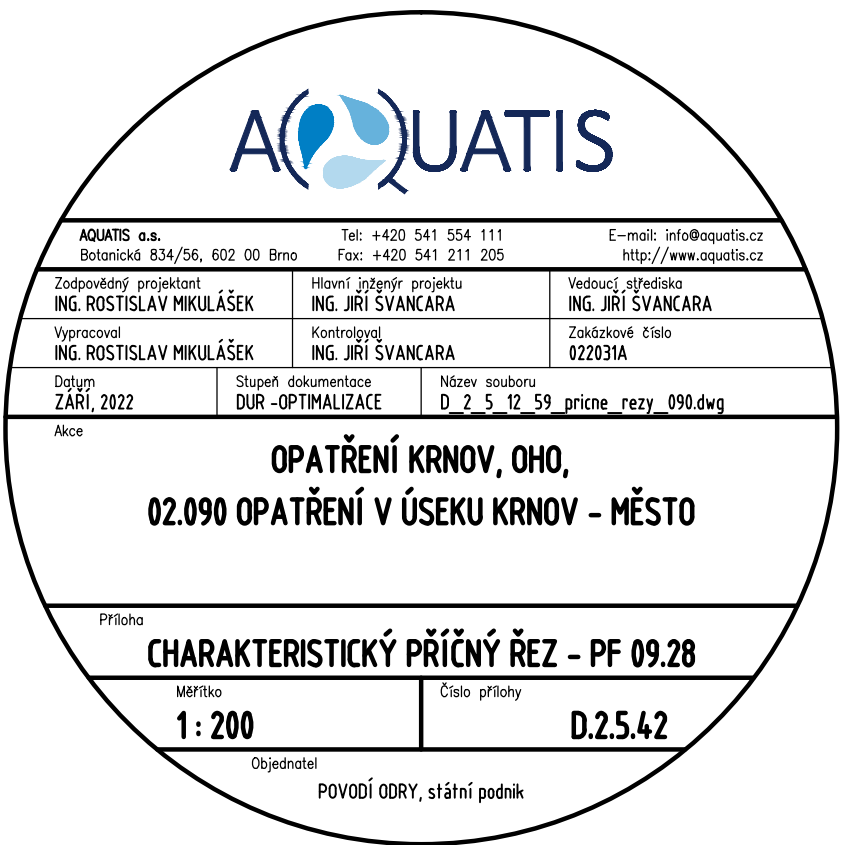 AQUATIS
AQUATIS a.s. Tel: +420 541 554 111 E-mail: info@aquatis.cz
Botanická 834/56, 602 00 Brno Fax: +420 541 211 205 http://www.aquatis.cz
Zodpovědný projektant Hlavní inženýr projektu Vedoucí střediska
ING. ROSTISLAV MIKULÁŠEK ING. JIŘÍ ŠVANCARA ING. JIŘÍ ŠVANCARA
Vypracoval Kontroloval Zakázkové číslo
ING. ROSTISLAV MIKULÁŠEK ING. JIŘÍ ŠVANCARA 022031A
Datum Stupeň dokumentace Název souboru
ZÁŘÍ, 2022 DUR -OPTIMALIZACE D_2_5_12_59_pricne_rezy_090.dwg
Akce
OPATŘENÍ KRNOV, OHO,
02.090 OPATŘENÍ V ÚSEKU KRNOV - MĚSTO
Příloha
CHARAKTERISTICKÝ PŘÍČNÝ ŘEZ - PF 09.28
Měřítko Číslo přílohy
1 : 200 D.2.5.42
Objednatel
POVODÍ ODRY, státní podnik